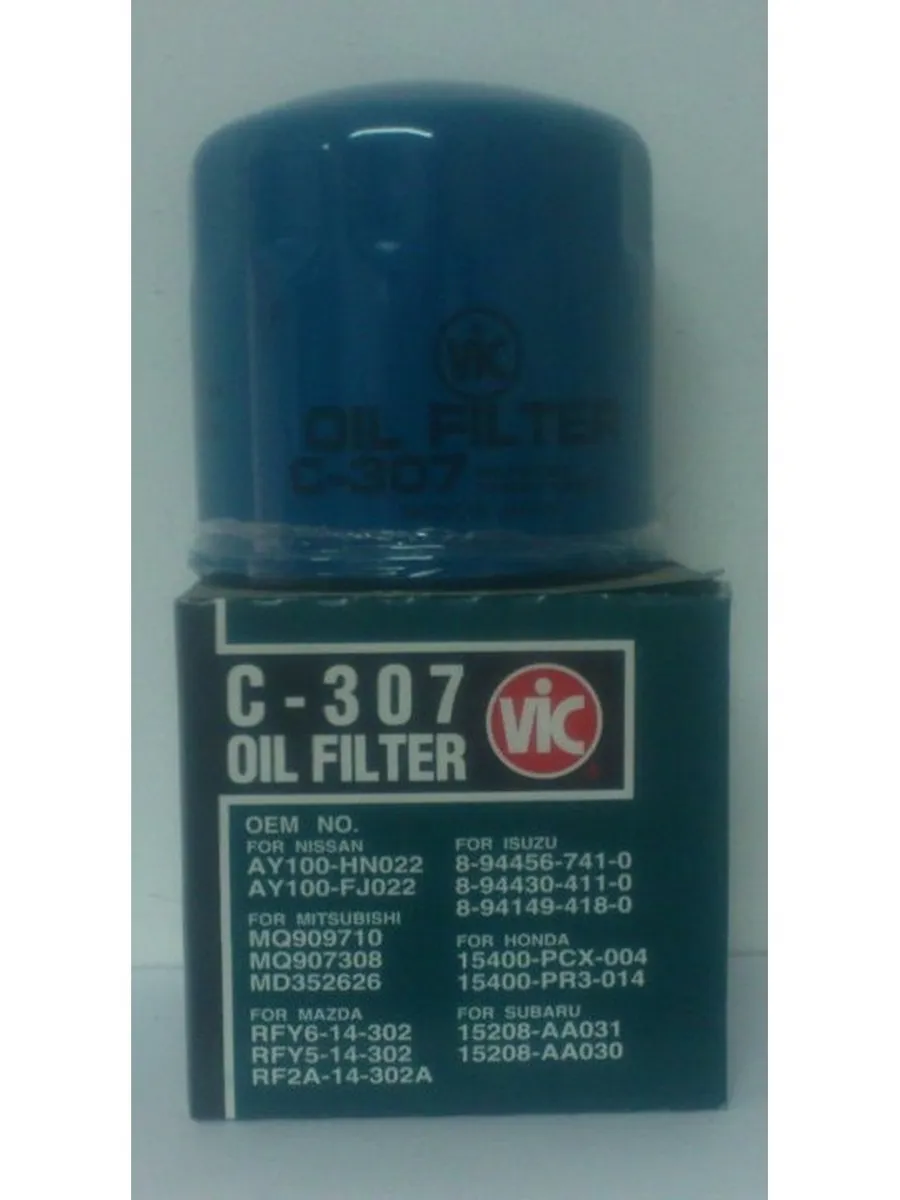 VIC
OIL FILTER
C-307
C-307
OIL FILTER
VIC
OEM NO.
FOR NISSAN
AY100-HN022
AY100-FJ022
FOR MITSUBISHI
MQ909710
MQ907308
MD352626
FOR MAZDA
RFY6-14-302
RFY5-14-302
RF2A-14-302A
FOR ISUZU
8-94456-741-0
8-94430-411-0
8-94149-418-0
FOR HONDA
15400-PCX-004
15400-PR3-014
FOR SUBARU
15208-AA031
15208-AA030